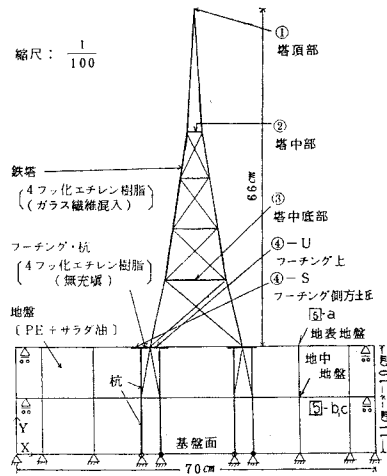 ①
塔頂部
縮尺: 1/100
②
塔中部
66cm
鉄塔
4フッ化エチレン樹脂
(ガラス繊維混入)
③
塔中底部
フーチング・杭
4フッ化エチレン樹脂
(無充塡)
④-U
フーチング上
④-S
フーチング側方土圧
地盤
〔PE+サラダ油〕
5-a
地表地盤
地中
地盤
杭
5-b,c
Y
X
基盤面
70cm